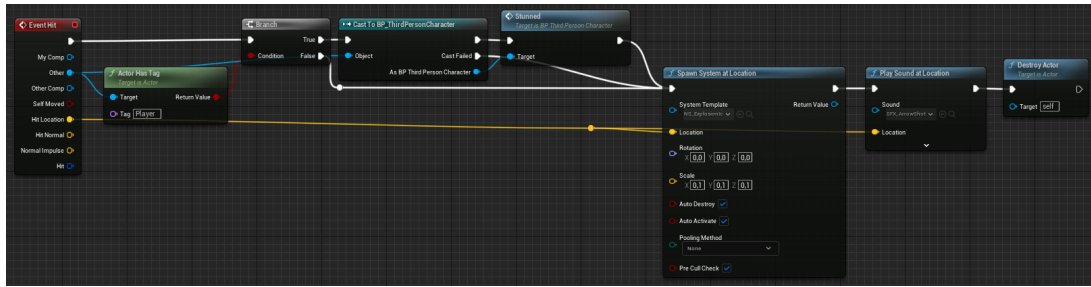 Event Hit
My Comp
Other
Other Comp
Self Moved
Hit Location
Hit Normal
Normal Impulse
Hit
Actor Has Tag
Target is Actor
Target
Return Value
Tag Player
Branch
True
Condition
False
Cast To BP_ThirdPersonCharacter
Object
Cast Failed
As BP Third Person Character
Stunned
Target is BP Third Person Character
Target
Spawn System at Location
System Template
Return Value
Location
Rotation
X 0,0 Y 0,0 Z 0,0
Scale
X 0,1 Y 0,1 Z 0,1
Auto Destroy
Auto Activate
Pooling Method
None
Pre Cull Check
Play Sound at Location
Sound
Location
Destroy Actor
Target is Actor
Target self